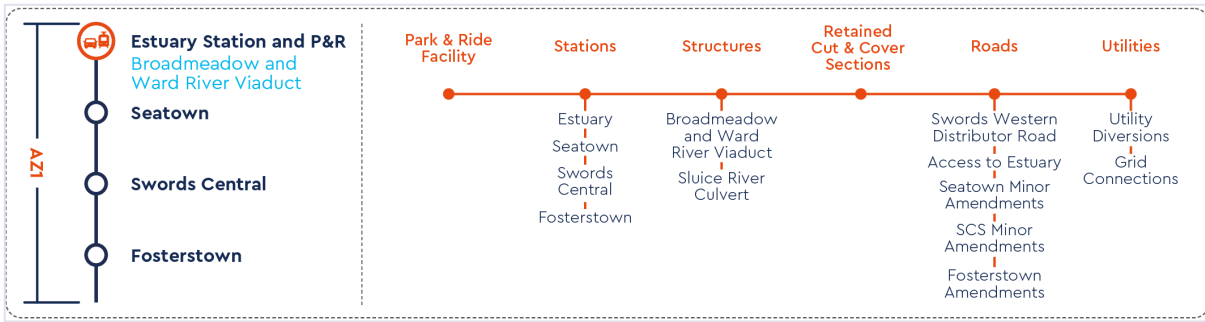 AZ1
Estuary Station and P&R
Broadmeadow and
Ward River Viaduct
Seatown
Swords Central
Fosterstown
Park & Ride
Facility
Stations
Estuary
Seatown
Swords
Central
Fosterstown
Structures
Broadmeadow
and Ward
River Viaduct
Sluice River
Culvert
Retained
Cut & Cover
Sections
Roads
Swords Western
Distributor Road
Access to Estuary
Seatown Minor
Amendments
SCS Minor
Amendments
Fosterstown
Amendments
Utilities
Utility
Diversions
Grid
Connections